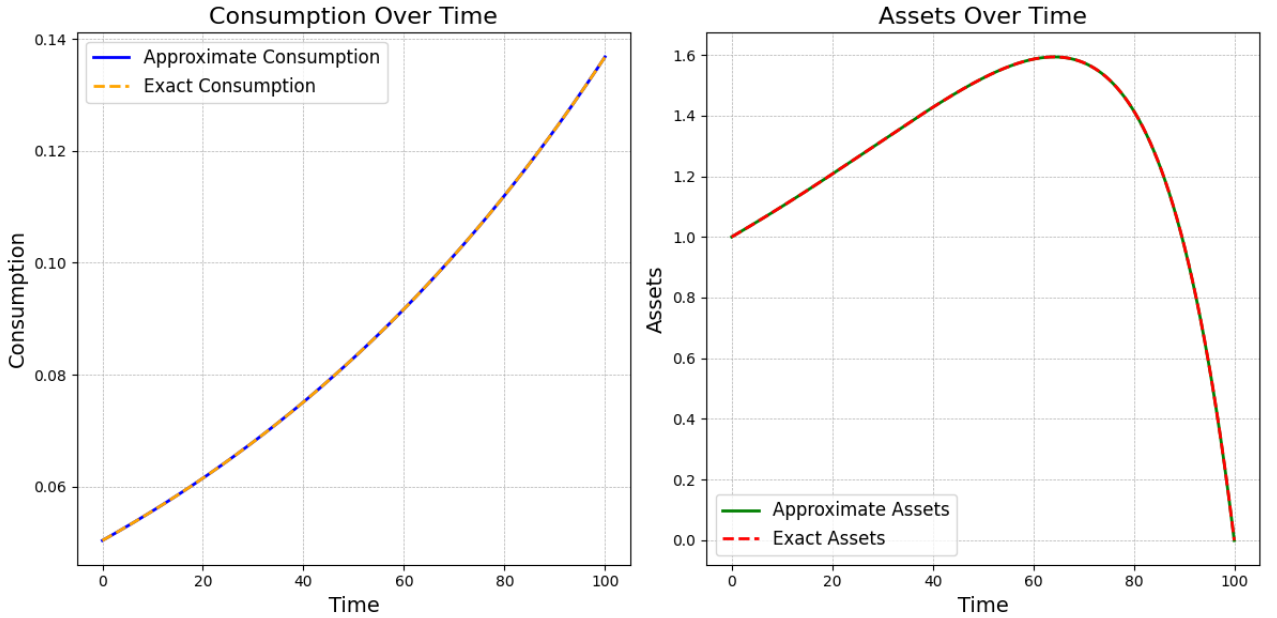 Consumption Over Time
Approximate Consumption
Exact Consumption
Consumption
0.14
0.12
0.10
0.08
0.06
0
20
40
60
80
100
Time
Assets Over Time
Assets
1.6
1.4
1.2
1.0
0.8
0.6
0.4
0.2
0.0
Approximate Assets
Exact Assets
0
20
40
60
80
100
Time